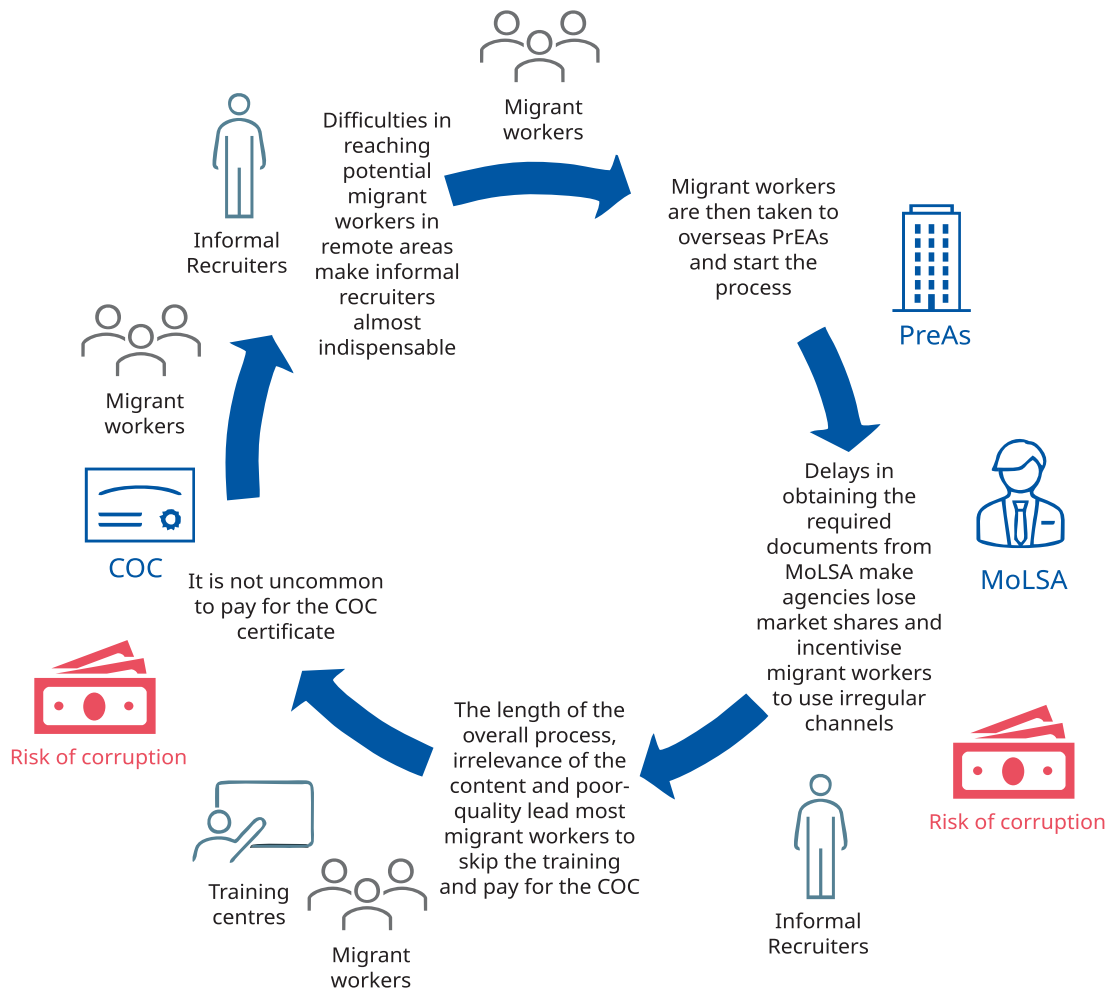 Migrant
workers
Informal
Recruiters
Difficulties in
reaching
potential
migrant
workers in
remote areas
make informal
recruiters
almost
indispensable
Migrant workers
are then taken to
overseas PrEAs
and start the
process
PreAs
Delays in
obtaining the
required
documents from
MoLSA make
agencies lose
market shares and
incentivise
migrant workers
to use irregular
channels
MoLSA
Risk of corruption
Informal
Recruiters
The length of the
overall process,
irrelevance of the
content and poor-
quality lead most
migrant workers to
skip the training
and pay for the COC
Training
centres
Migrant
workers
It is not uncommon
to pay for the COC
certificate
Risk of corruption
COC
Migrant
workers